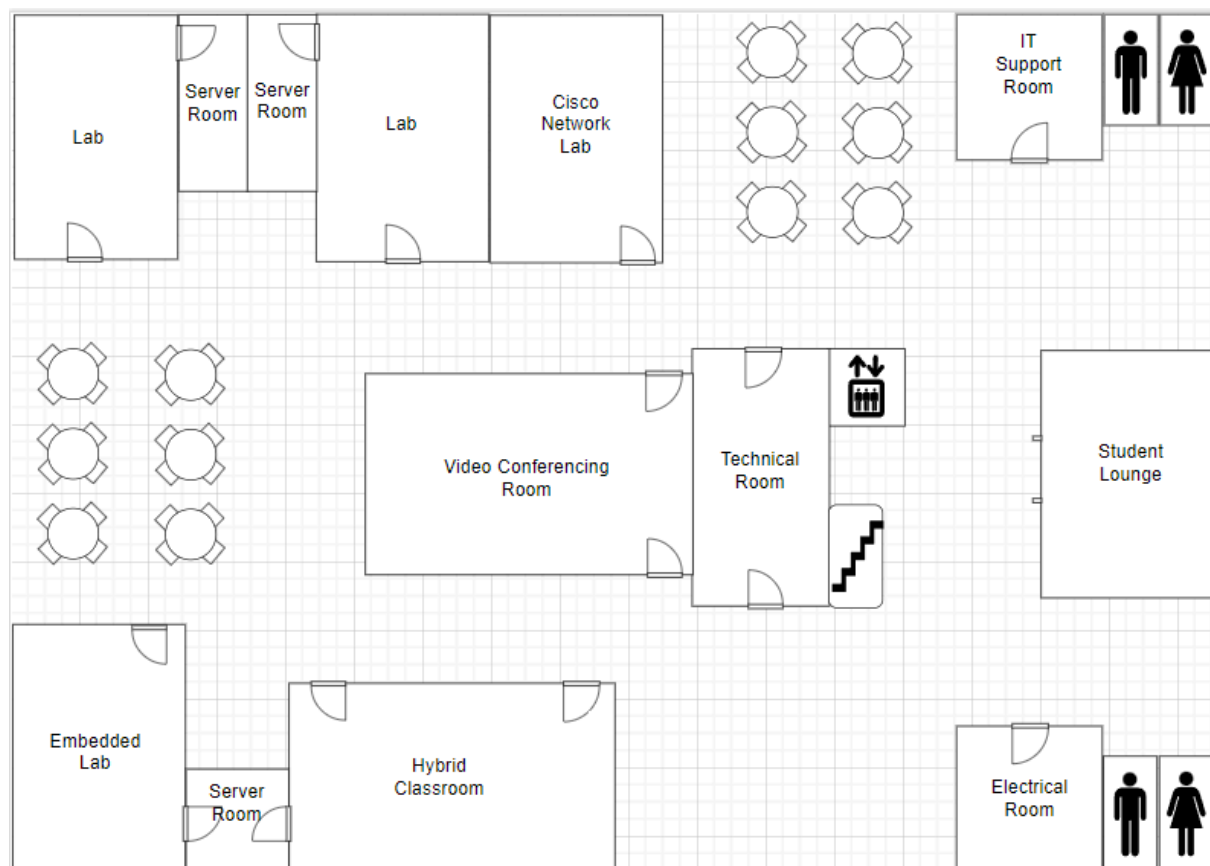 Lab
Server
Room
Server
Room
Lab
Cisco
Network
Lab
IT
Support
Room
Video Conferencing
Room
Technical
Room
Student
Lounge
Embedded
Lab
Server
Room
Hybrid
Classroom
Electrical
Room